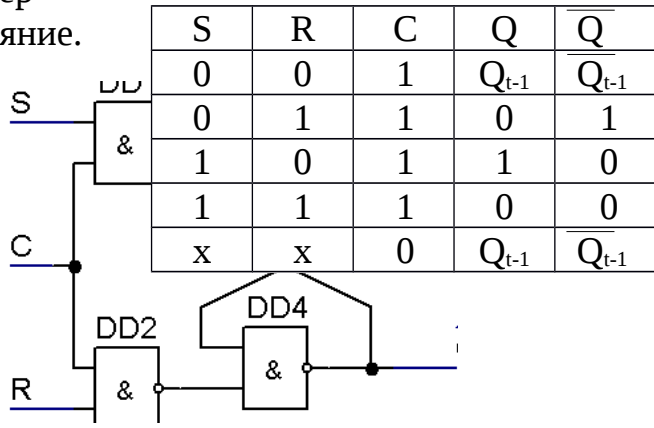 яние.
S R C Q Q̅
0 0 1 Qt-1 Q̅t-1
0 1 1 0 1
1 0 1 1 0
1 1 1 0 0
x x 0 Qt-1 Q̅t-1
S
&
C
DD4
DD2
&
&
R